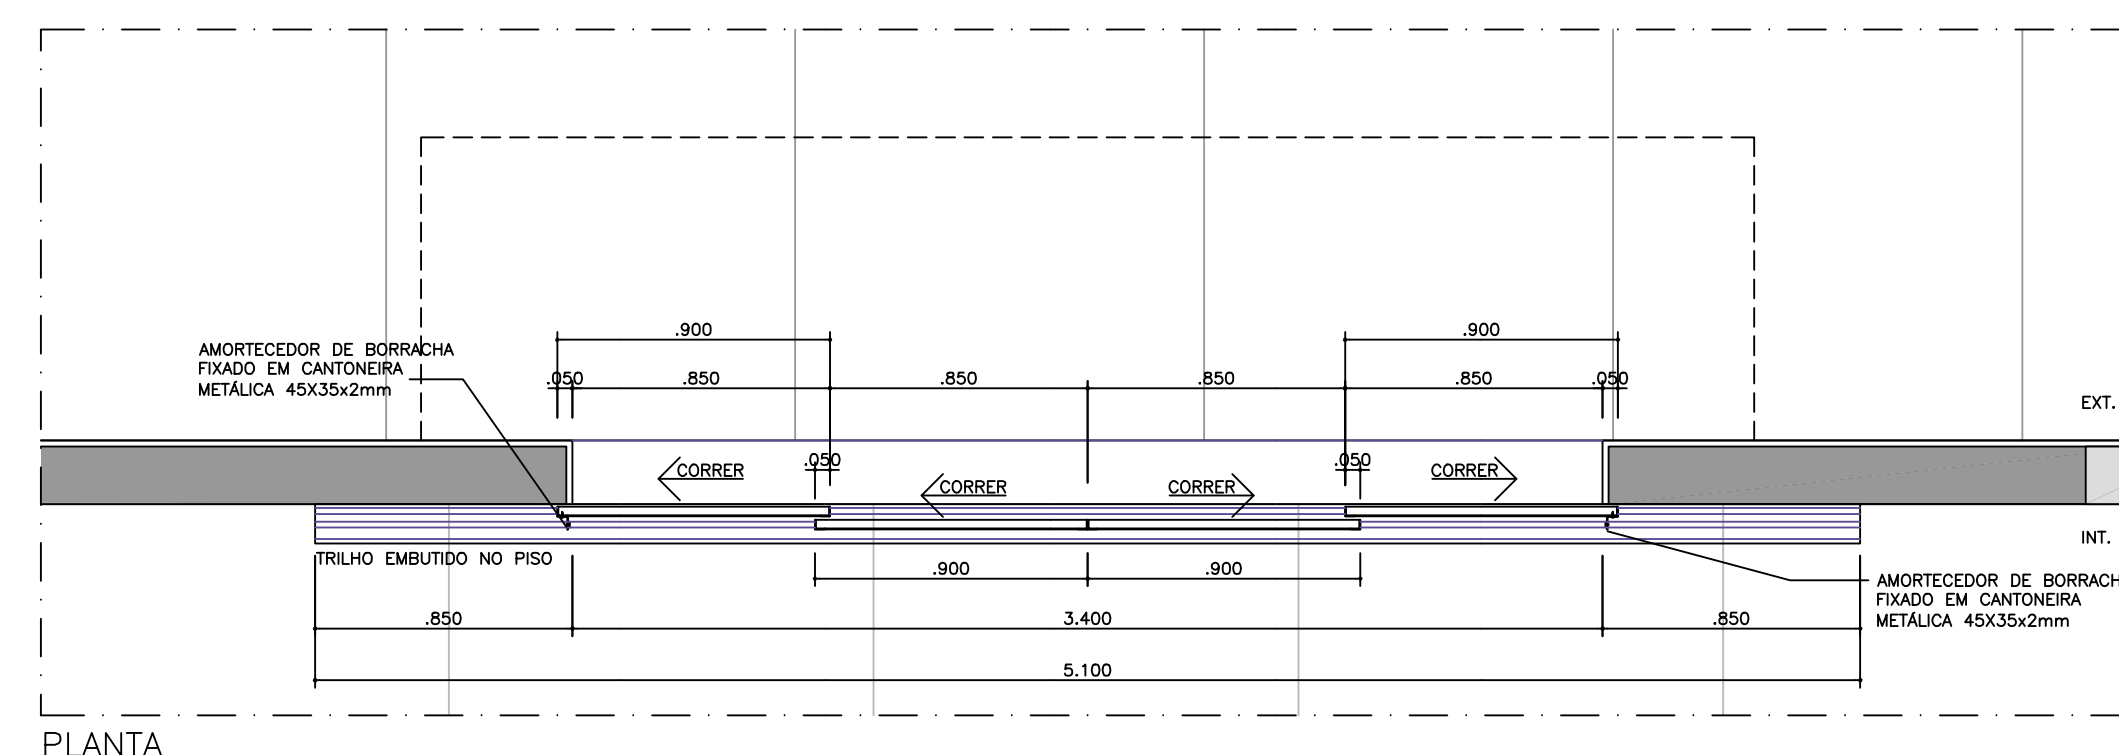 .900
.900
AMORTECEDOR DE BORRACHA
FIXADO EM CANTONEIRA
METÁLICA 45X35x2mm
.050
.850
.850
.850
.850
.050
EXT.
.050
.050
CORRER
CORRER
CORRER
CORRER
INT.
TRILHO EMBUTIDO NO PISO
.900
.900
AMORTECEDOR DE BORRACH
FIXADO EM CANTONEIRA
METÁLICA 45X35x2mm
.850
3.400
.850
5.100
PLANTA